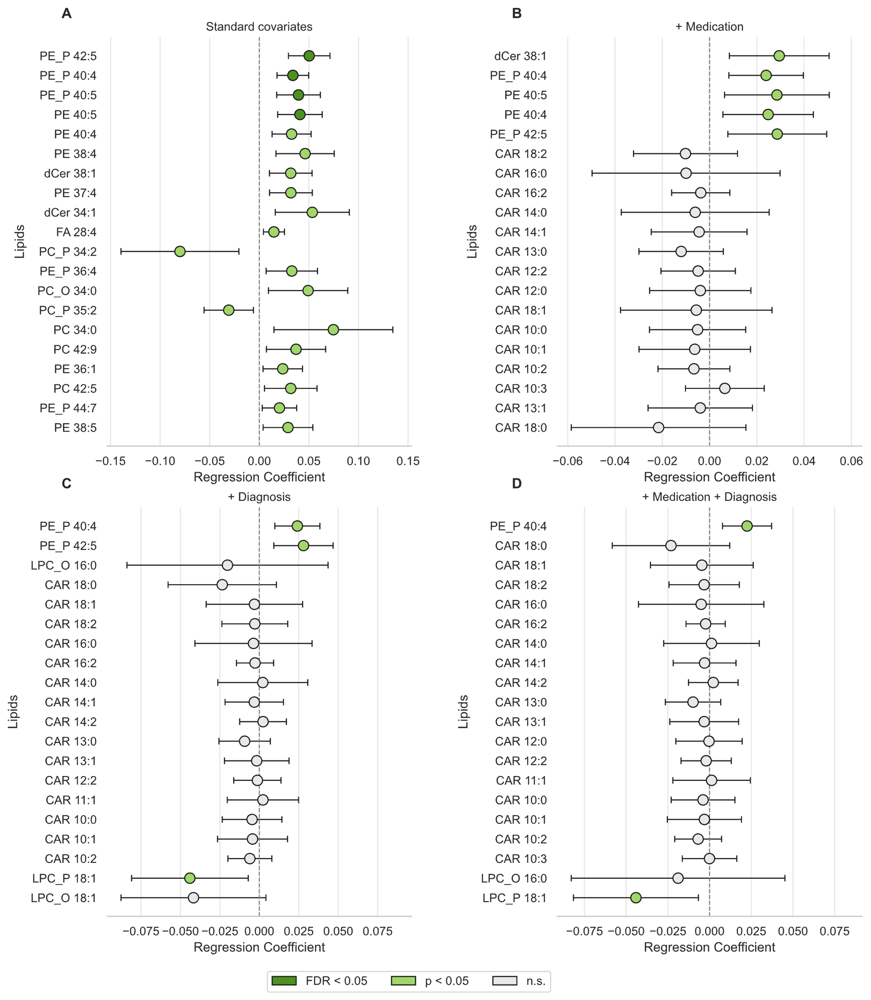 A
Standard covariates
PE_P 42:5
PE_P 40:4
PE_P 40:5
PE 40:5
PE 40:4
PE 38:4
dCer 38:1
PE 37:4
dCer 34:1
FA 28:4
PC_P 34:2
PE_P 36:4
PC_O 34:0
PC_P 35:2
PC 34:0
PC 42:9
PE 36:1
PC 42:5
PE_P 44:7
PE 38:5
Lipids
−0.15 −0.10 −0.05 0.00 0.05 0.10 0.15
Regression Coefficient
B
+ Medication
dCer 38:1
PE_P 40:4
PE 40:5
PE 40:4
PE_P 42:5
CAR 18:2
CAR 16:0
CAR 16:2
CAR 14:0
CAR 14:1
CAR 13:0
CAR 12:2
CAR 12:0
CAR 18:1
CAR 10:0
CAR 10:1
CAR 10:2
CAR 10:3
CAR 13:1
CAR 18:0
Lipids
−0.06 −0.04 −0.02 0.00 0.02 0.04 0.06
Regression Coefficient
C
+ Diagnosis
PE_P 40:4
PE_P 42:5
LPC_O 16:0
CAR 18:0
CAR 18:1
CAR 18:2
CAR 16:0
CAR 16:2
CAR 14:0
CAR 14:1
CAR 14:2
CAR 13:0
CAR 13:1
CAR 12:2
CAR 11:1
CAR 10:0
CAR 10:1
CAR 10:2
LPC_P 18:1
LPC_O 18:1
Lipids
−0.075 −0.050 −0.025 0.000 0.025 0.050 0.075
Regression Coefficient
D
+ Medication + Diagnosis
PE_P 40:4
CAR 18:0
CAR 18:1
CAR 18:2
CAR 16:0
CAR 16:2
CAR 14:0
CAR 14:1
CAR 14:2
CAR 13:0
CAR 13:1
CAR 12:0
CAR 12:2
CAR 11:1
CAR 10:0
CAR 10:1
CAR 10:2
CAR 10:3
LPC_O 16:0
LPC_P 18:1
Lipids
−0.075 −0.050 −0.025 0.000 0.025 0.050 0.075
Regression Coefficient
FDR < 0.05 p < 0.05 n.s.